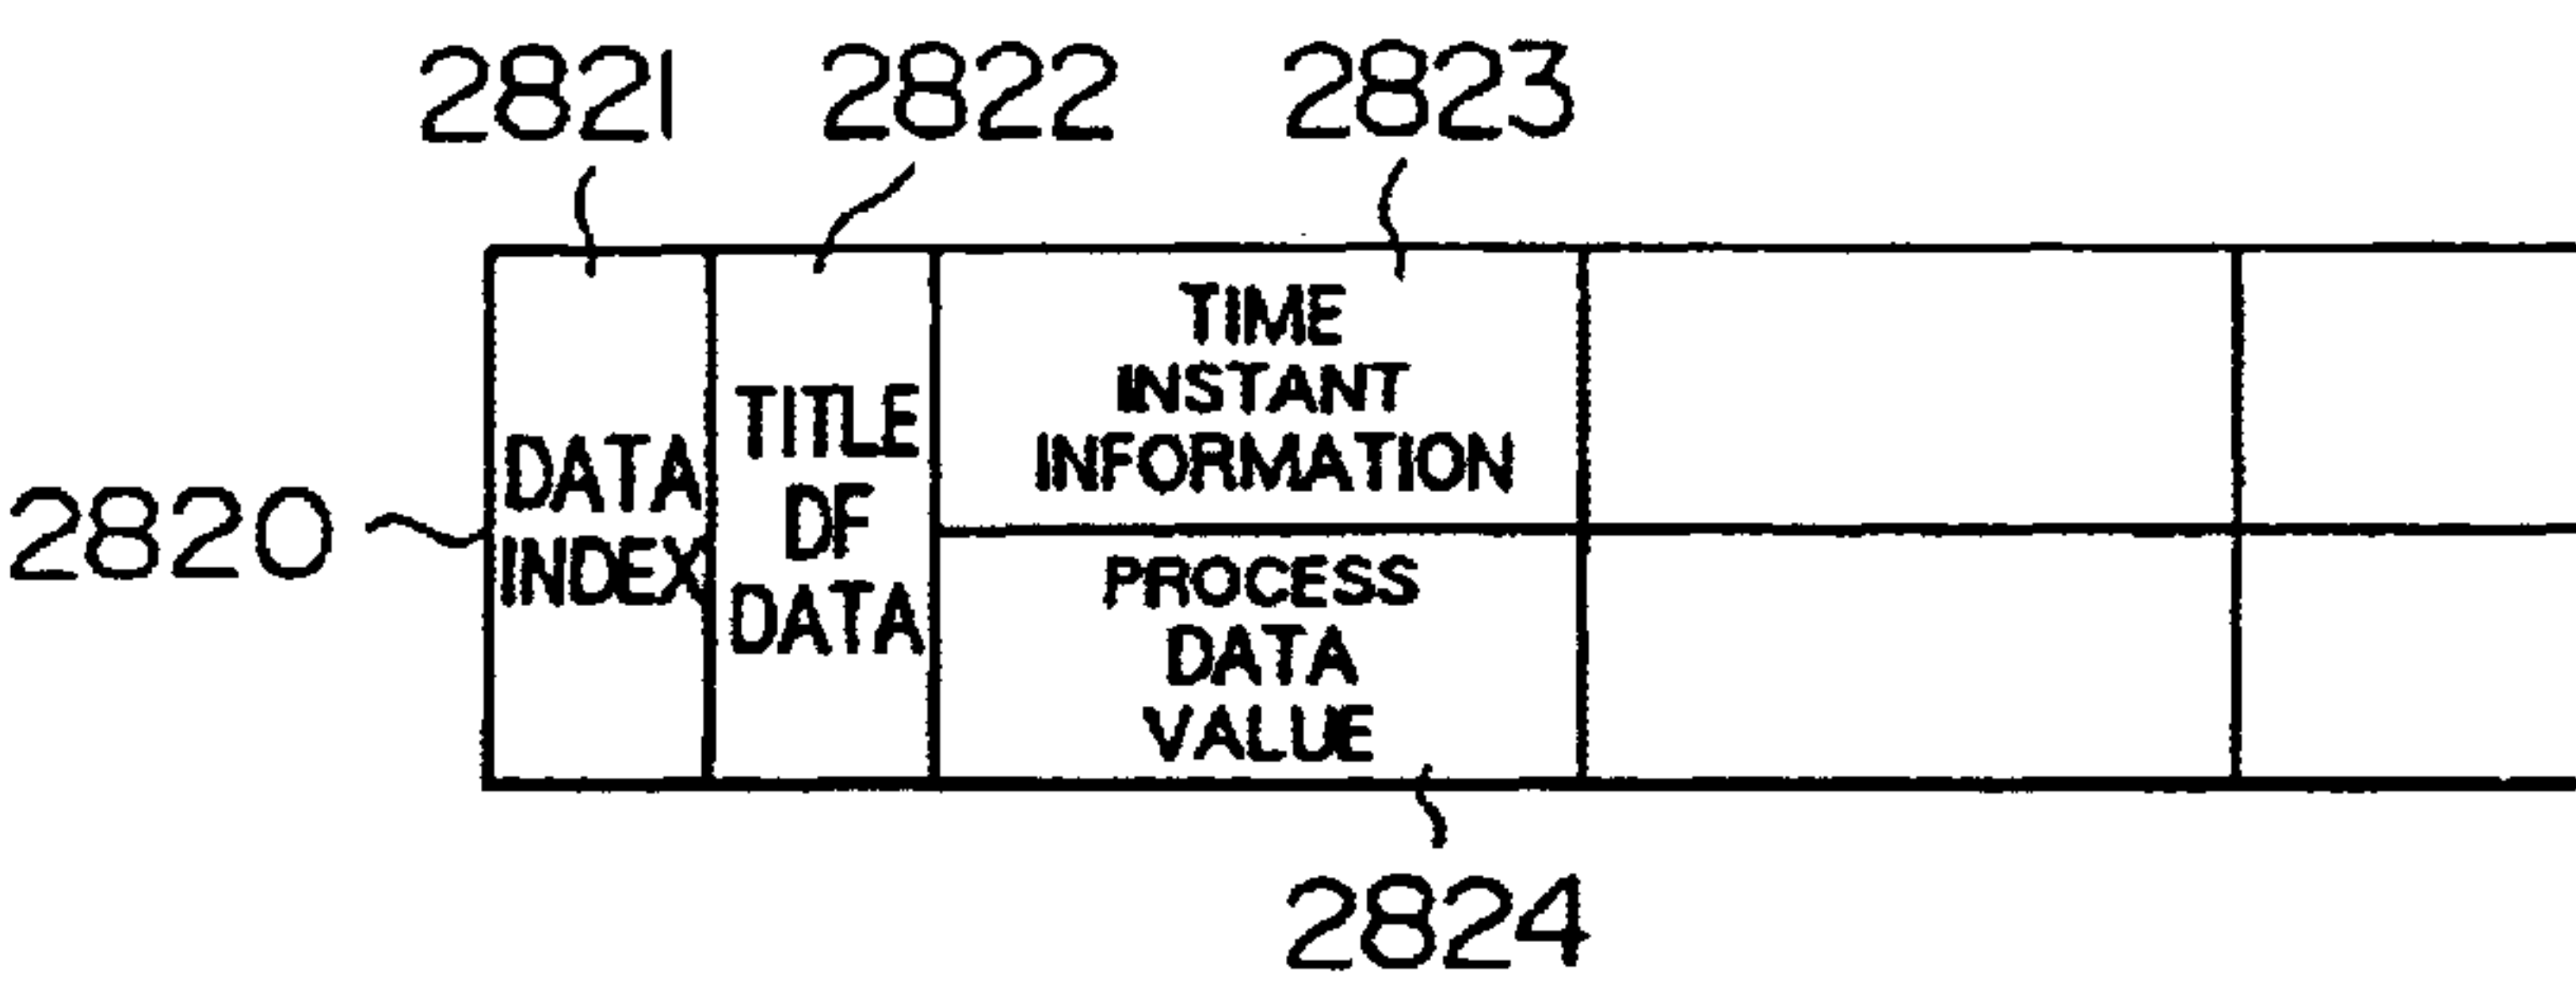 2821 2822 2823
2820
DATA
INDEX
TITLE
DF
DATA
TIME
INSTANT
INFORMATION
PROCESS
DATA
VALUE
2824